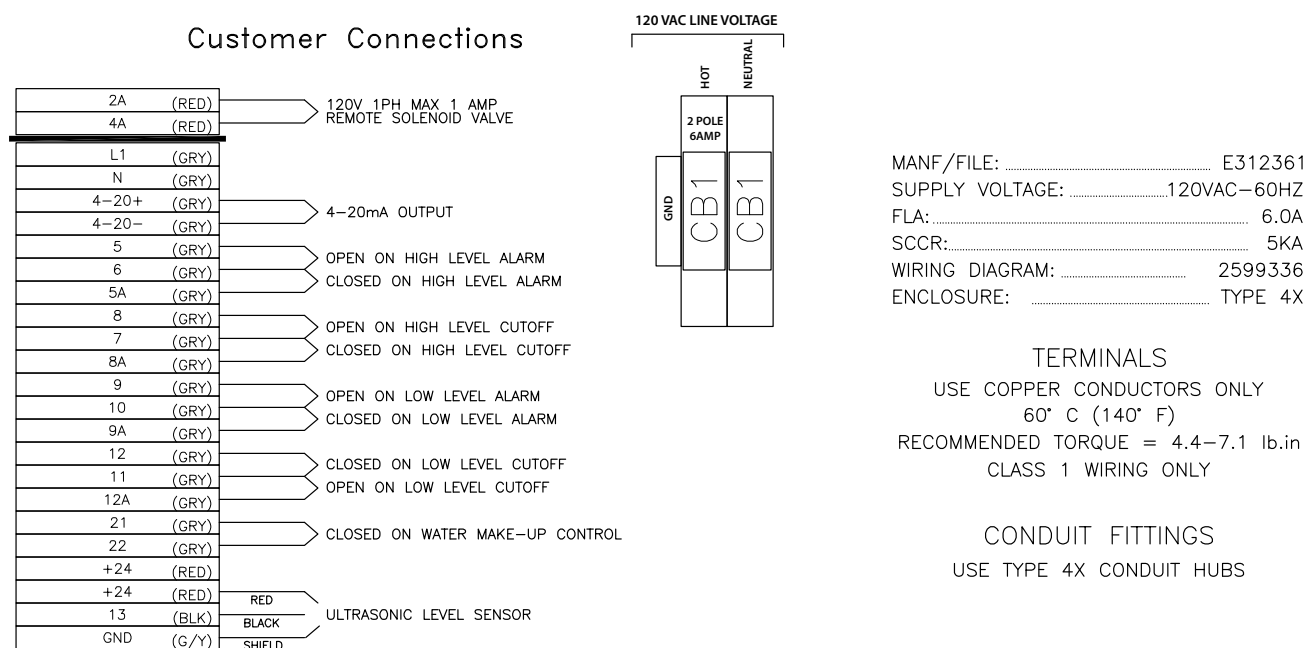 Customer Connections
2A (RED)
4A (RED)
120V 1PH MAX 1 AMP
REMOTE SOLENOID VALVE
L1 (GRY)
N (GRY)
4-20+ (GRY)
4-20- (GRY)
4-20mA OUTPUT
5 (GRY)
6 (GRY)
5A (GRY)
OPEN ON HIGH LEVEL ALARM
CLOSED ON HIGH LEVEL ALARM
8 (GRY)
7 (GRY)
8A (GRY)
OPEN ON HIGH LEVEL CUTOFF
CLOSED ON HIGH LEVEL CUTOFF
9 (GRY)
10 (GRY)
9A (GRY)
OPEN ON LOW LEVEL ALARM
CLOSED ON LOW LEVEL ALARM
12 (GRY)
11 (GRY)
12A (GRY)
CLOSED ON LOW LEVEL CUTOFF
OPEN ON LOW LEVEL CUTOFF
21 (GRY)
22 (GRY)
CLOSED ON WATER MAKE-UP CONTROL
+24 (RED)
+24 (RED) RED
13 (BLK) BLACK
GND (G/Y) SHIELD
ULTRASONIC LEVEL SENSOR
120 VAC LINE VOLTAGE
HOT
NEUTRAL
2 POLE
6AMP
GND
CB1
CB1
MANF/FILE: E312361
SUPPLY VOLTAGE: 120VAC-60HZ
FLA: 6.0A
SCCR: 5KA
WIRING DIAGRAM: 2599336
ENCLOSURE: TYPE 4X
TERMINALS
USE COPPER CONDUCTORS ONLY
60° C (140° F)
RECOMMENDED TORQUE = 4.4-7.1 lb.in
CLASS 1 WIRING ONLY
CONDUIT FITTINGS
USE TYPE 4X CONDUIT HUBS